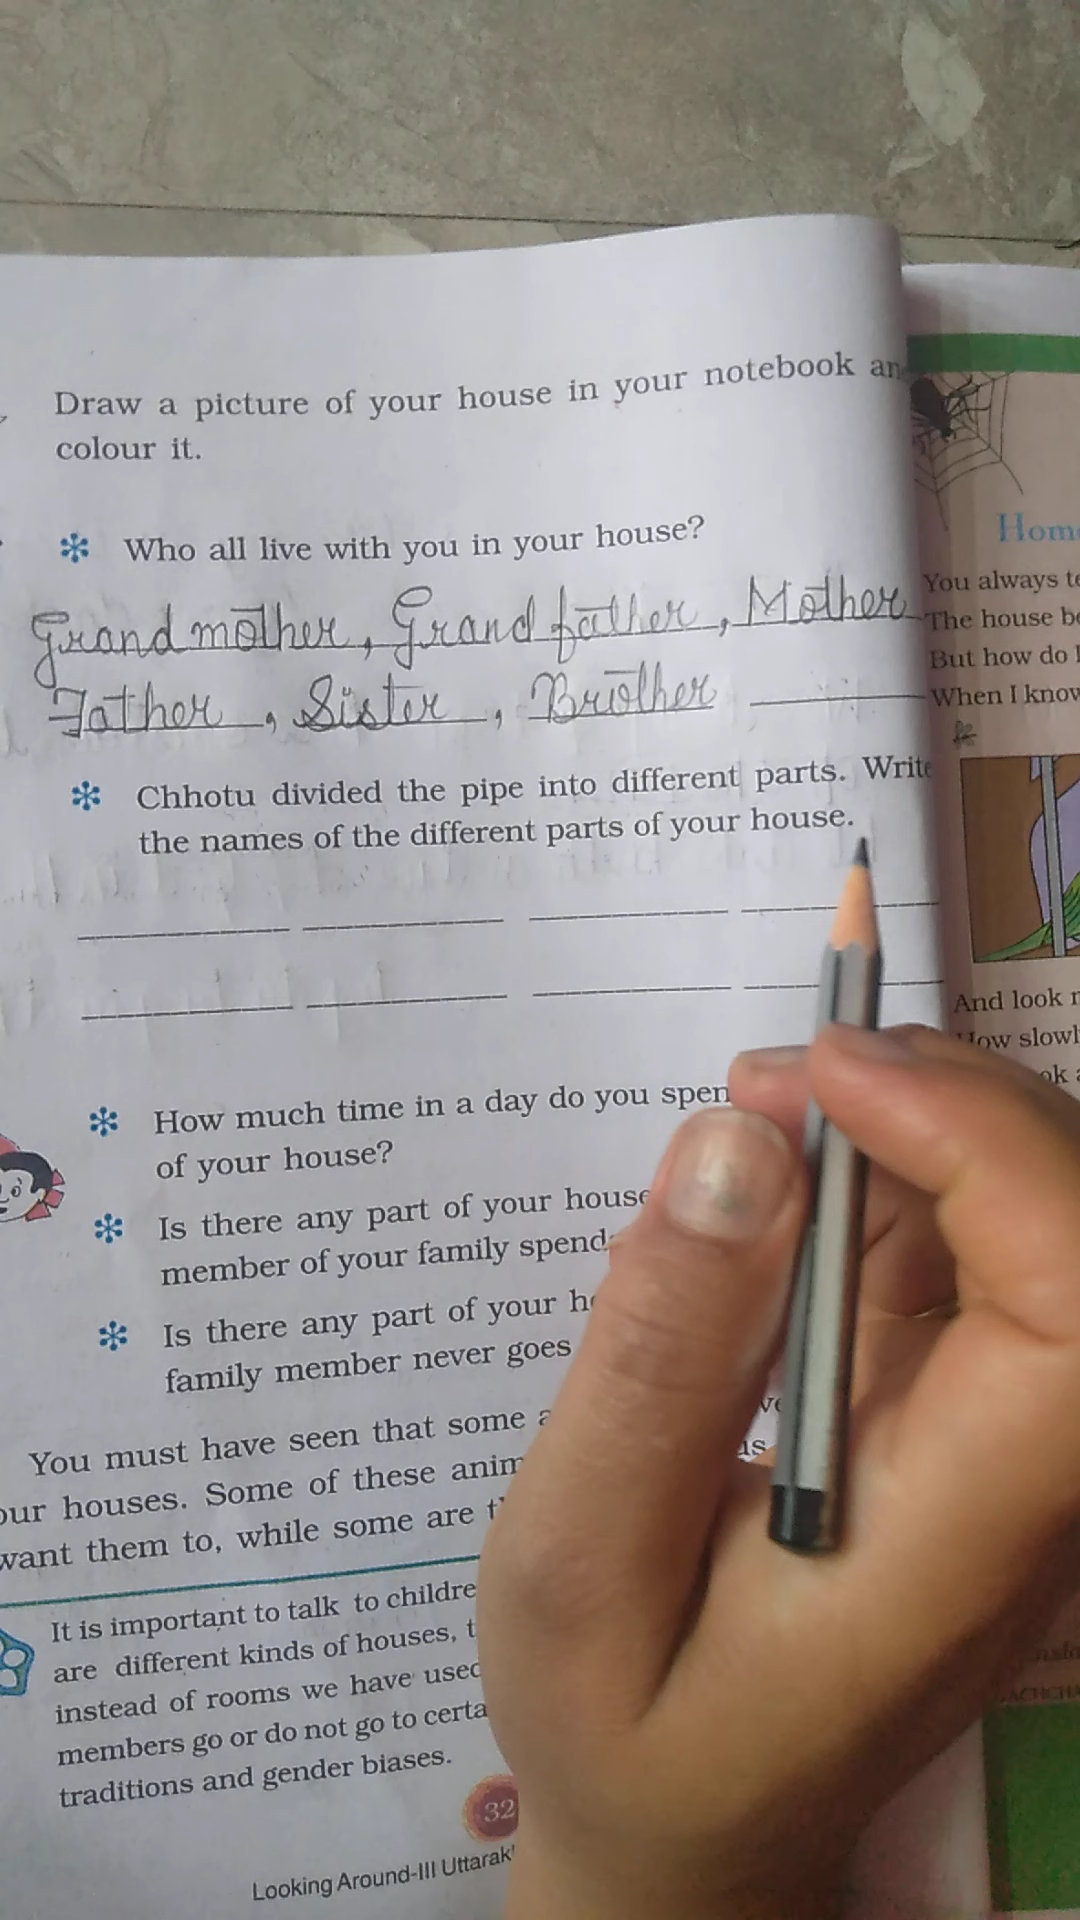 Draw a picture of your house in your notebook an
colour it.
Who all live with you in your house?
Grandmother, Grandfather, Mother
Father, Sister, Brother
Chhotu divided the pipe into different parts. Write
the names of the different parts of your house.
How much time in a day do you spen
of your house?
Is there any part of your house
member of your family spend
Is there any part of your h
family member never goes
You must have seen that some a
our houses. Some of these anim
want them to, while some are t
It is important to talk to childre
are different kinds of houses, t
instead of rooms we have used
members go or do not go to certa
traditions and gender biases.
32
Looking Around-III Uttarak
Hom
You always te
The house be
But how do I
When I know
And look
How slowl